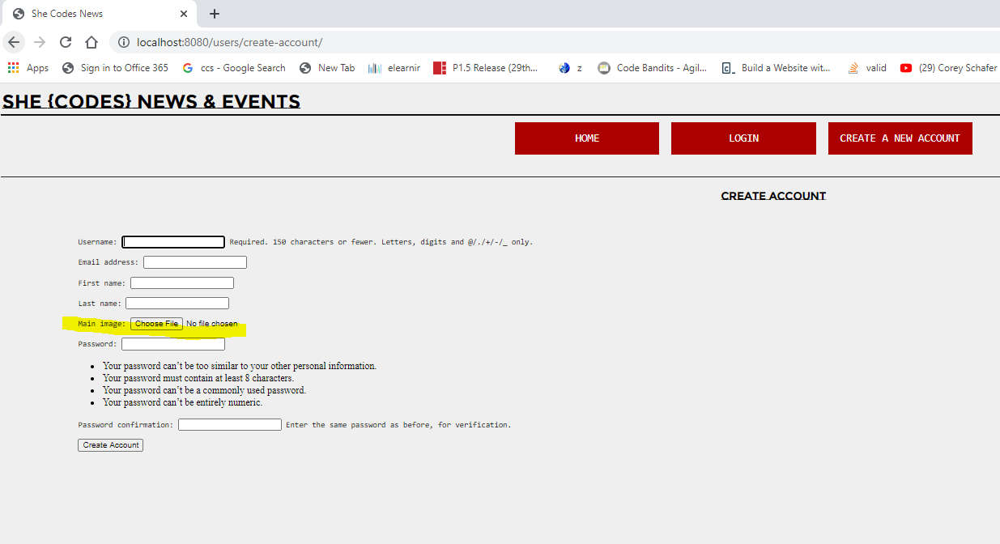 She Codes News
localhost:8080/users/create-account/
Apps Sign in to Office 365 ccs - Google Search New Tab elearnir P1.5 Release (29th... z Code Bandits - Agil... Build a Website wit... valid (29) Corey Schafer
SHE {CODES} NEWS & EVENTS
HOME LOGIN CREATE A NEW ACCOUNT
CREATE ACCOUNT
Username: Required. 150 characters or fewer. Letters, digits and @/./+/-/_ only.
Email address:
First name:
Last name:
Main image: Choose File No file chosen
Password:
Your password can’t be too similar to your other personal information.
Your password must contain at least 8 characters.
Your password can’t be a commonly used password.
Your password can’t be entirely numeric.
Password confirmation: Enter the same password as before, for verification.
Create Account